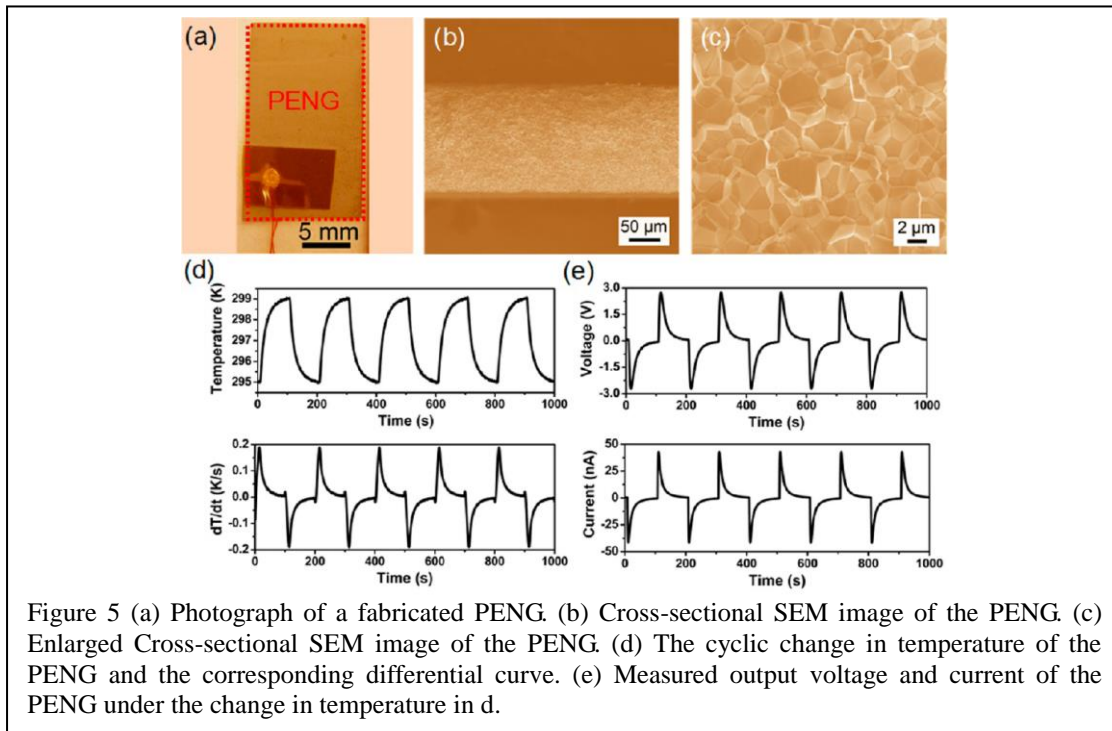 (a)
PENG
5 mm
(b)
50 μm
(c)
2 μm
(d)
Temperature (K)
299
298
297
296
295
0 200 400 600 800 1000
Time (s)
dT/dt (K/s)
0.2
0.1
0.0
-0.1
-0.2
0 200 400 600 800 1000
Time (s)
(e)
Voltage (V)
3.0
1.5
0.0
-1.5
-3.0
0 200 400 600 800 1000
Time (s)
Current (nA)
50
25
0
-25
-50
0 200 400 600 800 1000
Time (s)
Figure 5 (a) Photograph of a fabricated PENG. (b) Cross-sectional SEM image of the PENG. (c)
Enlarged Cross-sectional SEM image of the PENG. (d) The cyclic change in temperature of the
PENG and the corresponding differential curve. (e) Measured output voltage and current of the
PENG under the change in temperature in d.